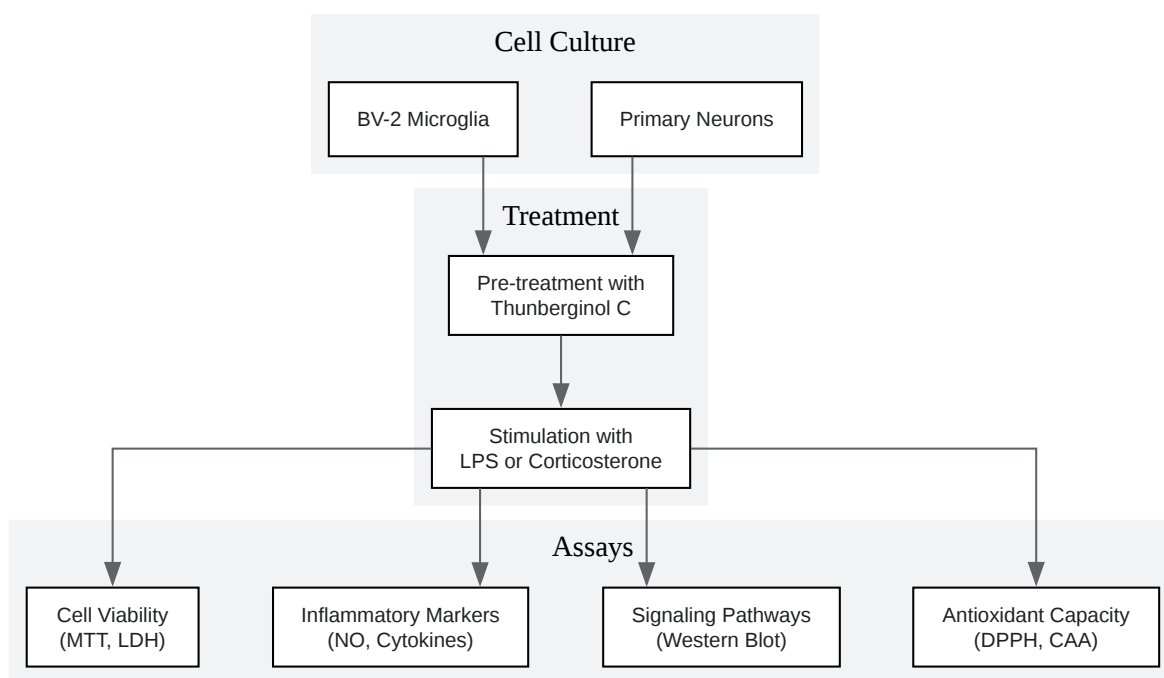 Cell Culture
BV-2 Microglia
Primary Neurons
Treatment
Pre-treatment with
Thunberginol C
Stimulation with
LPS or Corticosterone
Assays
Cell Viability
(MTT, LDH)
Inflammatory Markers
(NO, Cytokines)
Signaling Pathways
(Western Blot)
Antioxidant Capacity
(DPPH, CAA)